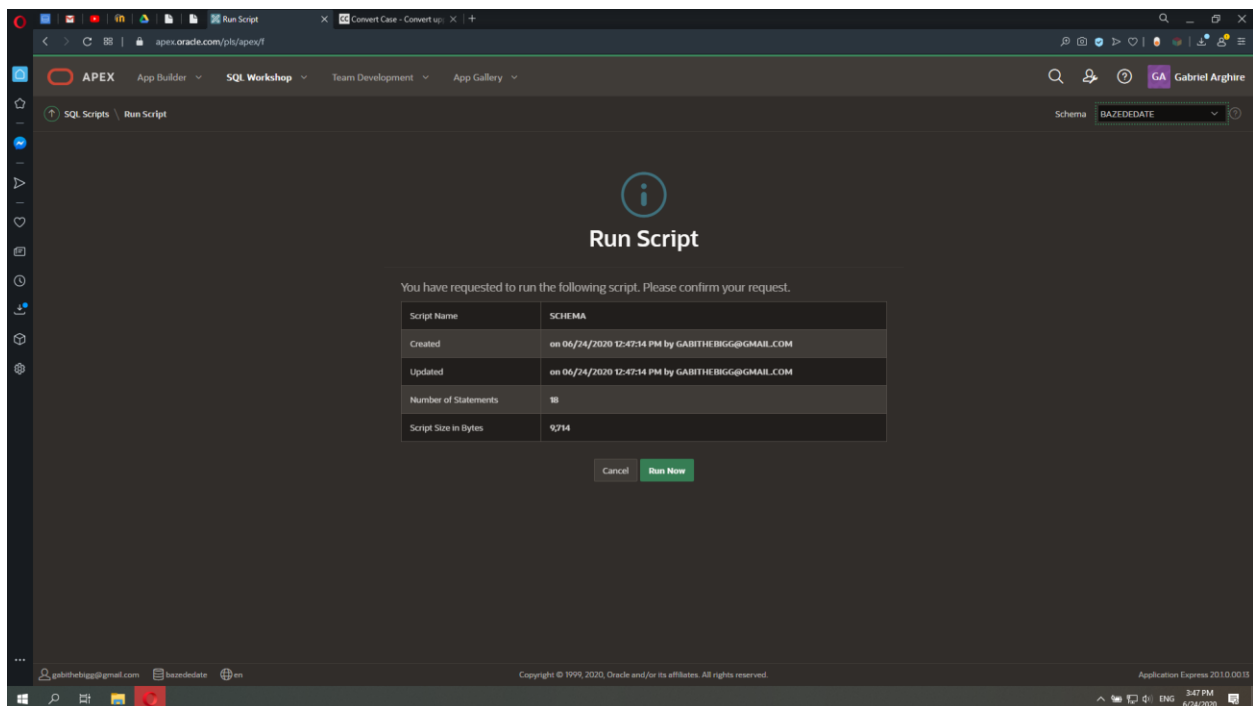 Run Script
Convert Case - Convert up
apex.oracle.com/pls/apex/f
APEX App Builder SQL Workshop Team Development App Gallery GA Gabriel Arghire
SQL Scripts \ Run Script Schema BAZEDEDATE
Run Script
You have requested to run the following script. Please confirm your request.
Script Name SCHEMA
Created on 06/24/2020 12:47:14 PM by GABITHEBIGG@GMAIL.COM
Updated on 06/24/2020 12:47:14 PM by GABITHEBIGG@GMAIL.COM
Number of Statements 18
Script Size in Bytes 9,714
Cancel Run Now
gabithebigg@gmail.com bazededate en Copyright © 1999, 2020, Oracle and/or its affiliates. All rights reserved. Application Express 20.1.0.00.13
ENG 3:47 PM
6/24/2020